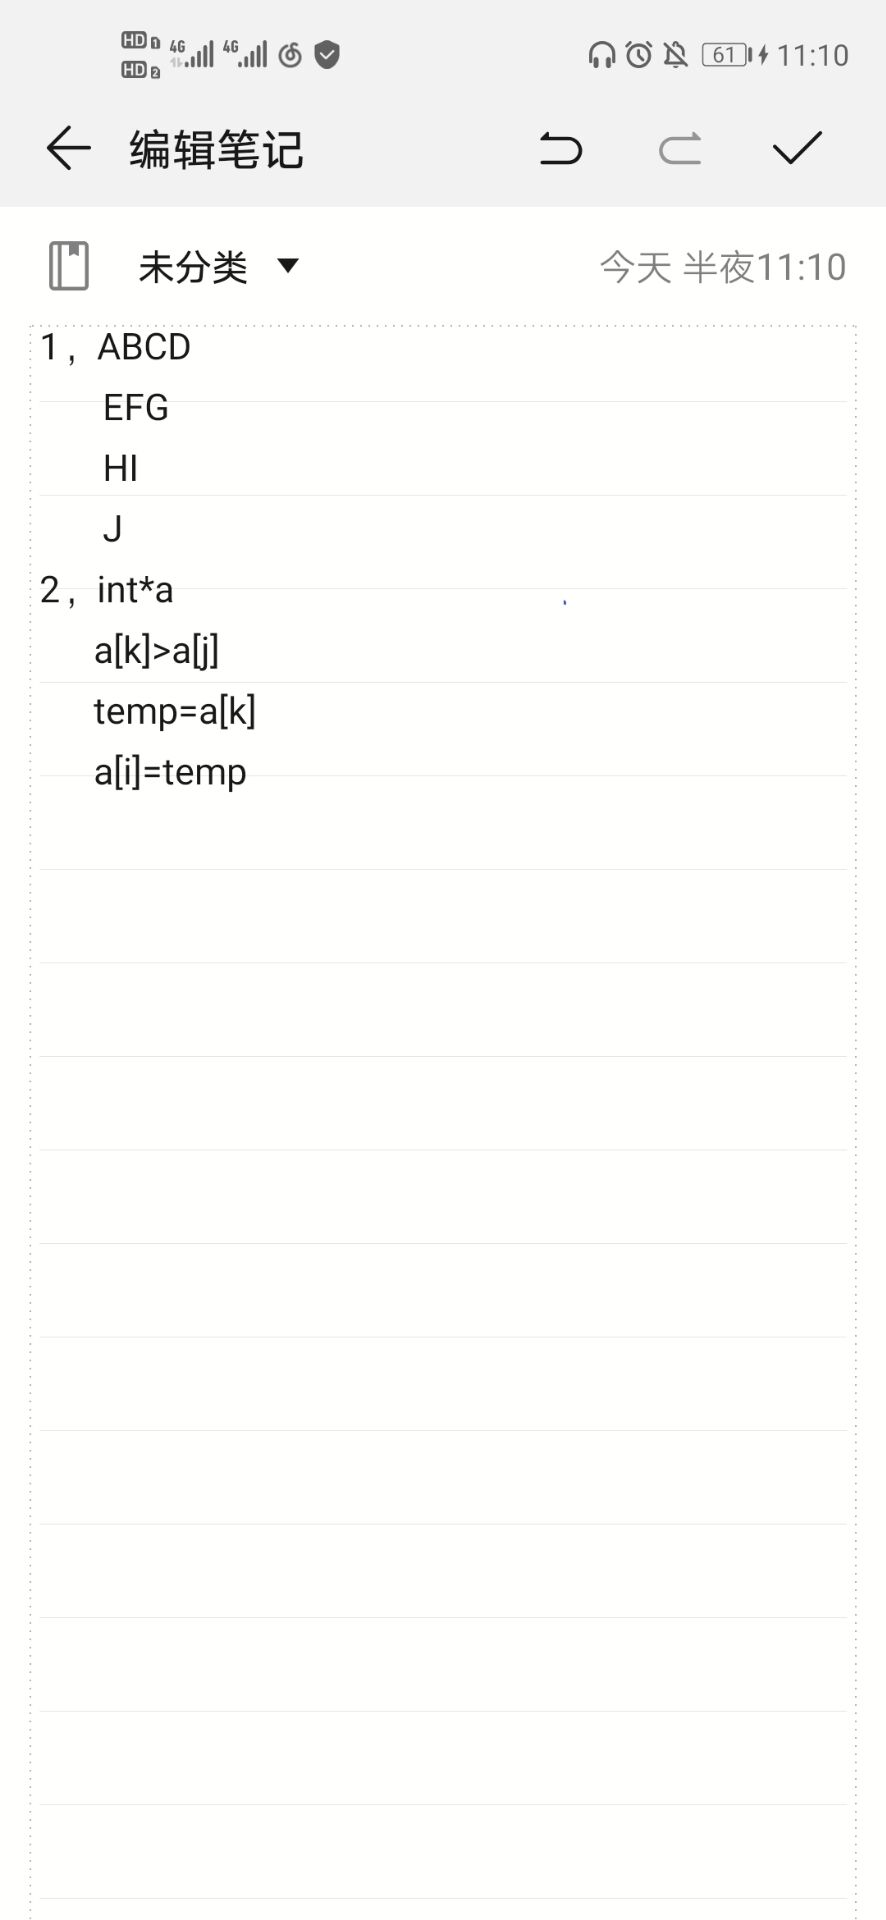 HD 1 4G 4G 61 11:10
HD 2
编辑笔记
未分类 今天 半夜11:10
1，ABCD
EFG
HI
J
2，int*a
a[k]>a[j]
temp=a[k]
a[i]=temp